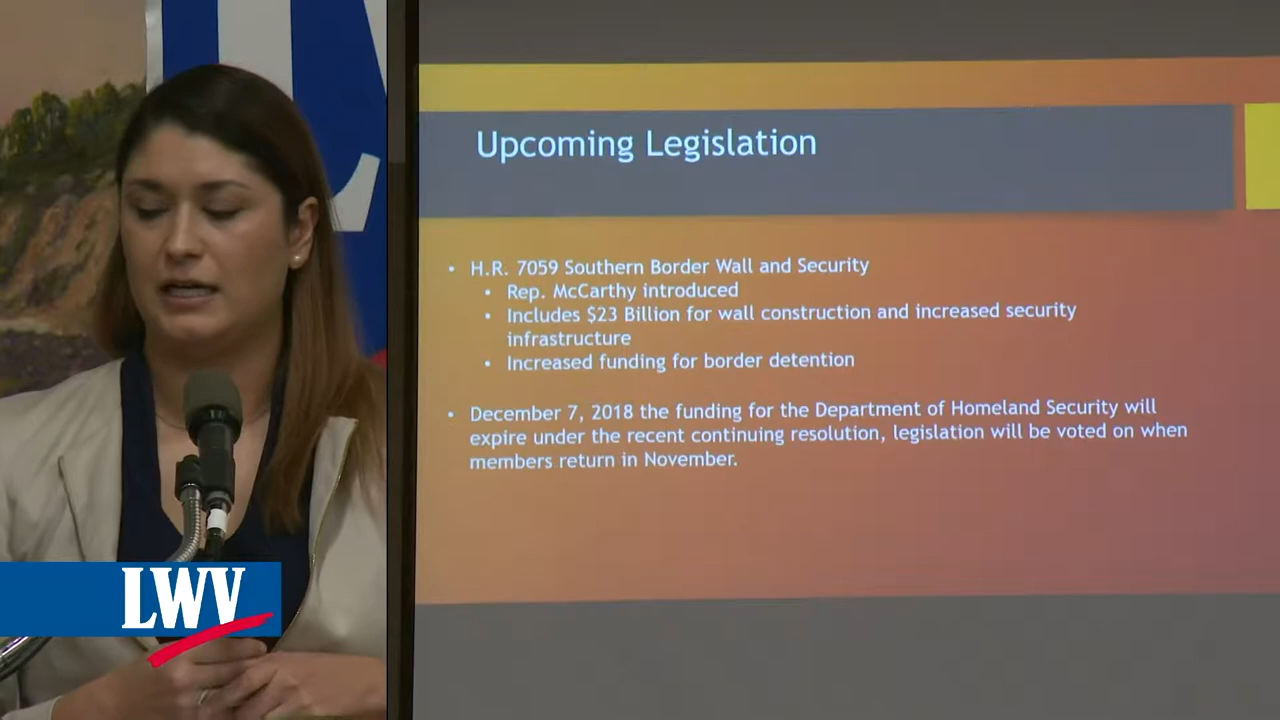 Upcoming Legislation
• H.R. 7059 Southern Border Wall and Security
• Rep. McCarthy introduced
• Includes $23 Billion for wall construction and increased security
infrastructure
• Increased funding for border detention
• December 7, 2018 the funding for the Department of Homeland Security will
expire under the recent continuing resolution, legislation will be voted on when
members return in November.
LWV